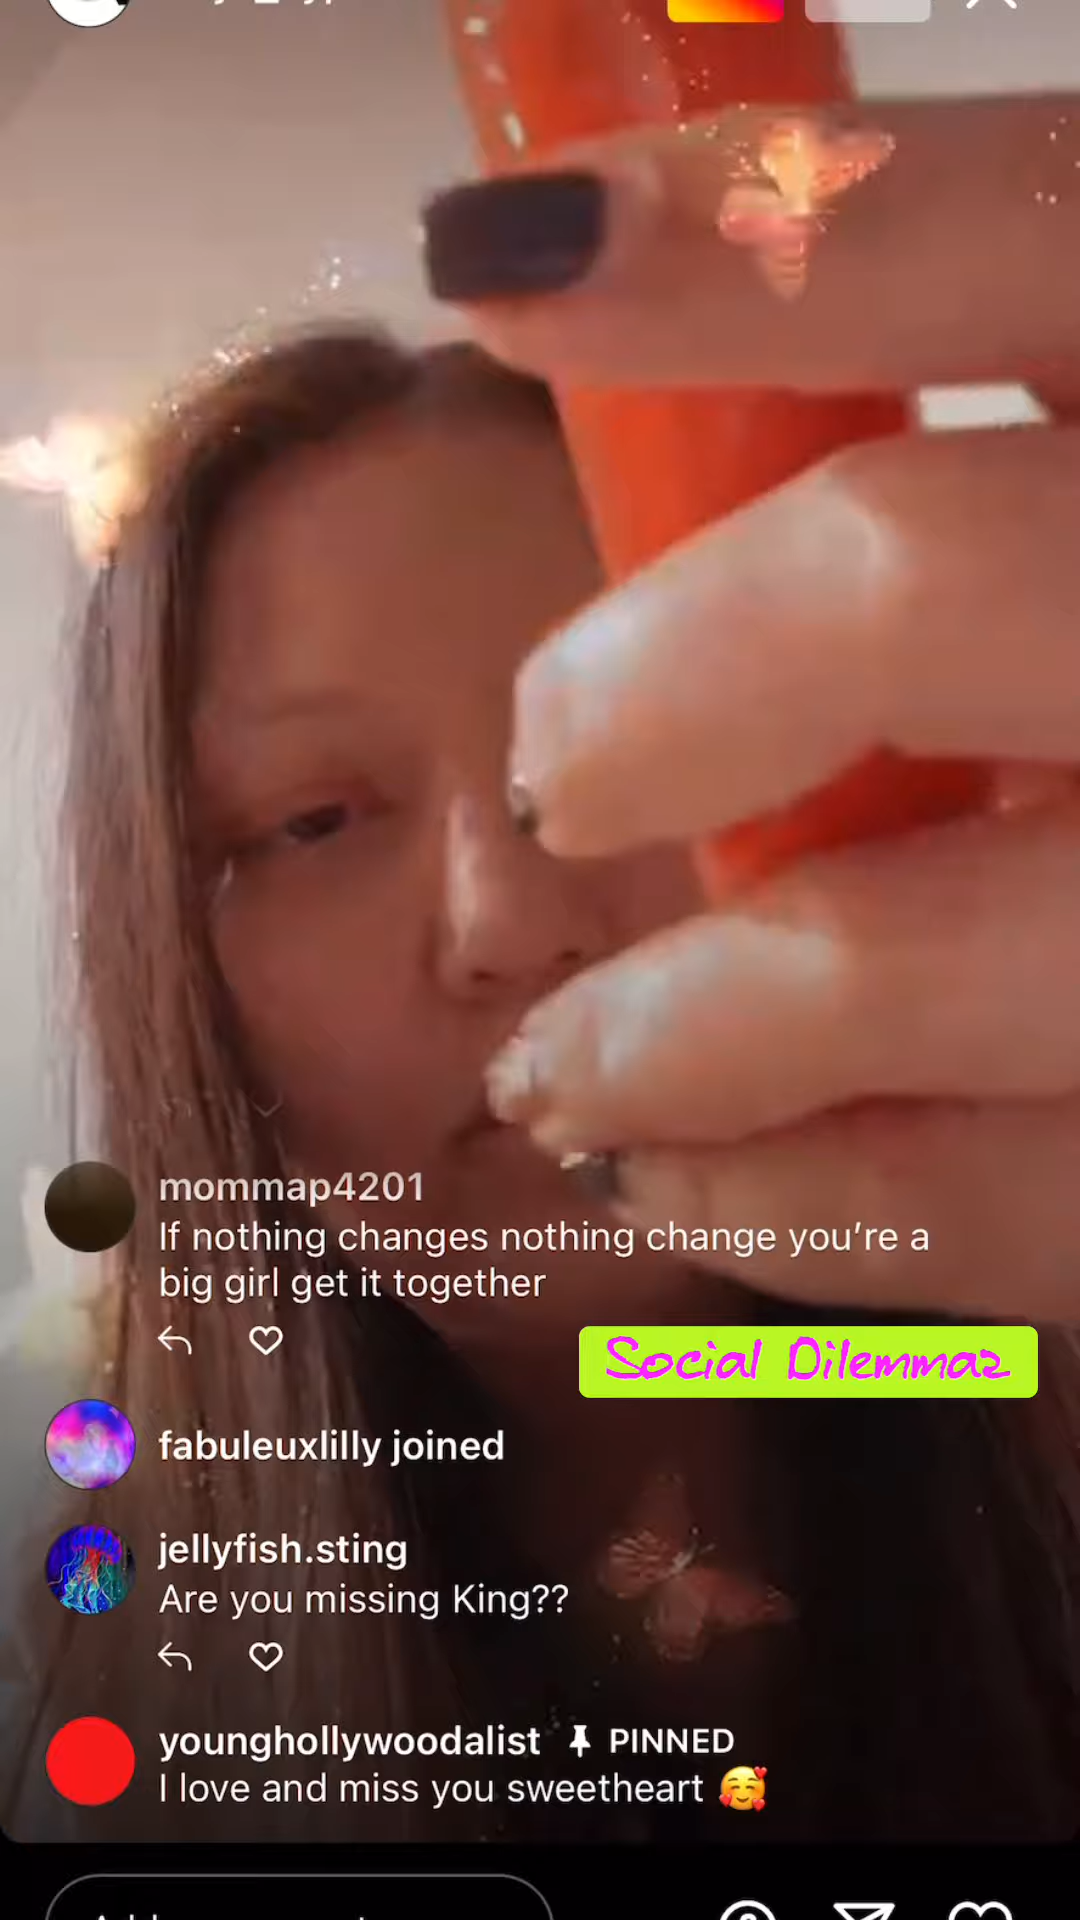 mommap4201
If nothing changes nothing change you’re a
big girl get it together
Social Dilemmaz
fabuleuxlilly joined
jellyfish.sting
Are you missing King??
younghollywoodalist PINNED
I love and miss you sweetheart 🥰